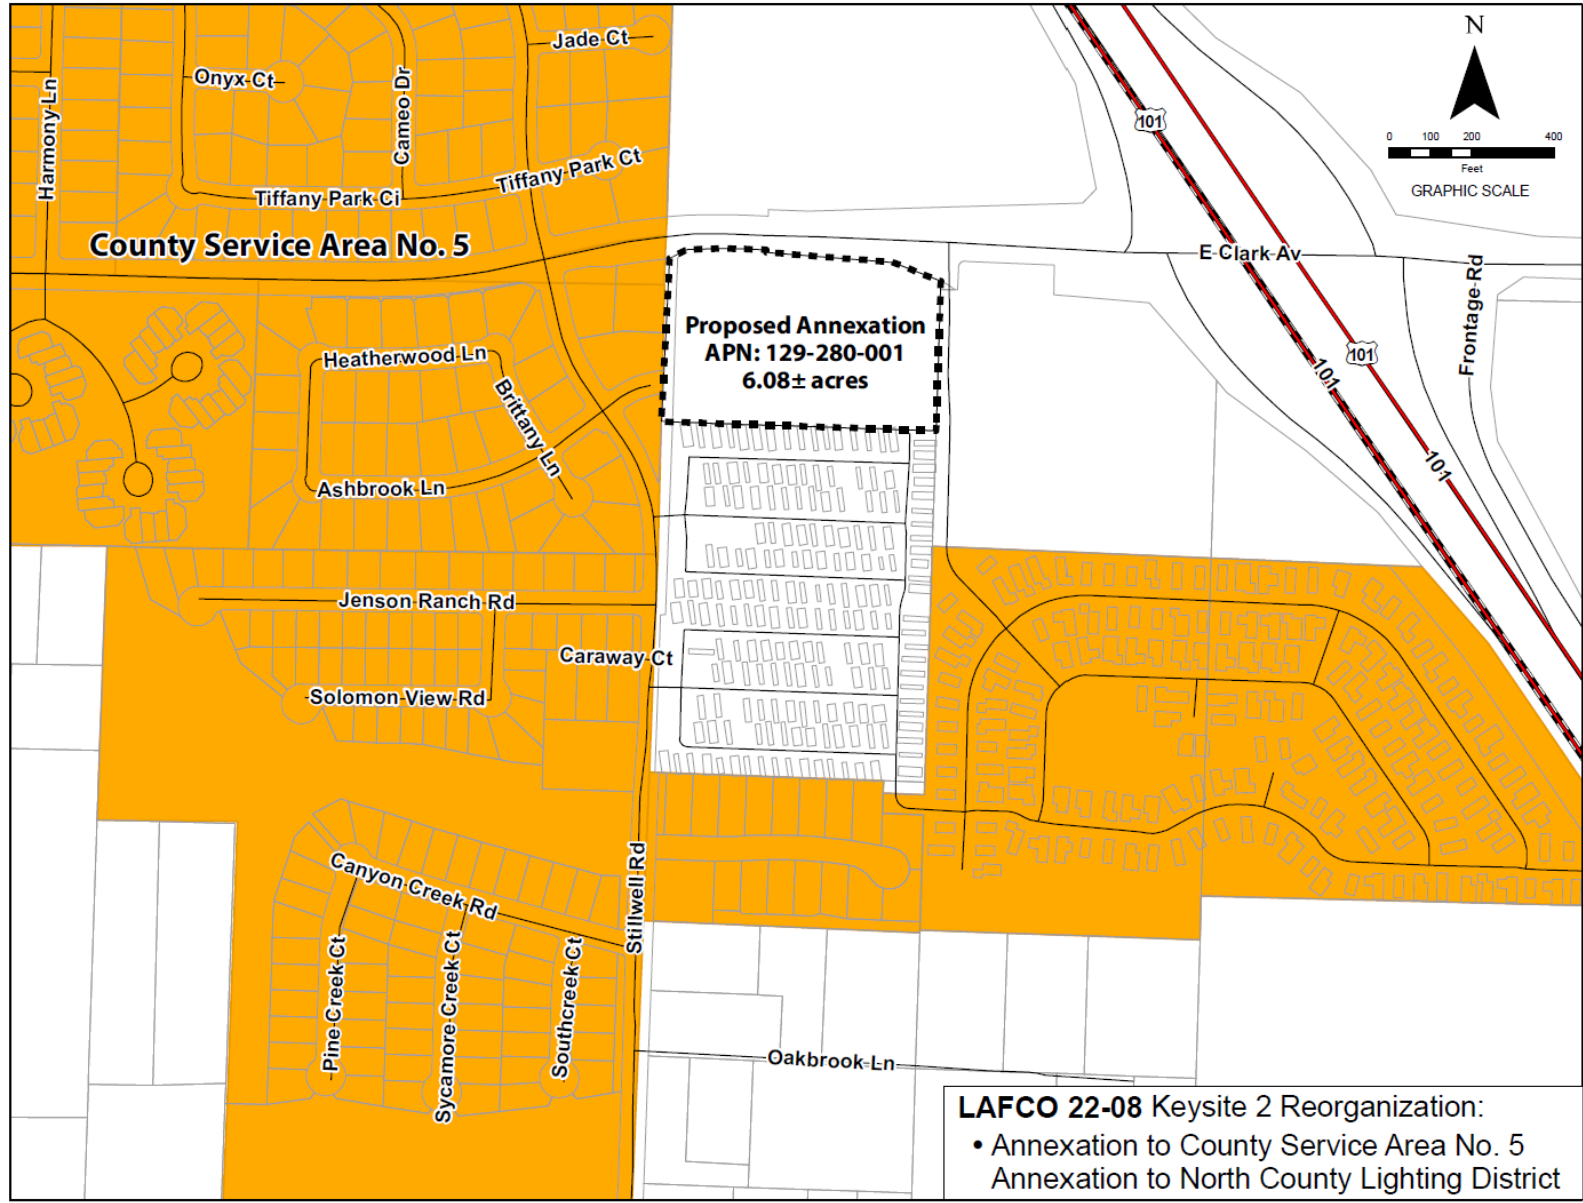 Jade Ct
Onyx Ct
Harmony Ln
Cameo Dr
Tiffany Park Ct
Tiffany Park Ci
County Service Area No. 5
N
0 100 200 400
Feet
GRAPHIC SCALE
101
E Clark Av
Frontage Rd
101
101
101
Proposed Annexation
APN: 129-280-001
6.08± acres
Heatherwood Ln
Brittany Ln
Ashbrook Ln
Jenson Ranch Rd
Caraway Ct
Solomon View Rd
Canyon Creek Rd
Stillwell Rd
Pine Creek Ct
Sycamore Creek Ct
Southcreek Ct
Oakbrook Ln
LAFCO 22-08 Keysite 2 Reorganization:
• Annexation to County Service Area No. 5
Annexation to North County Lighting District